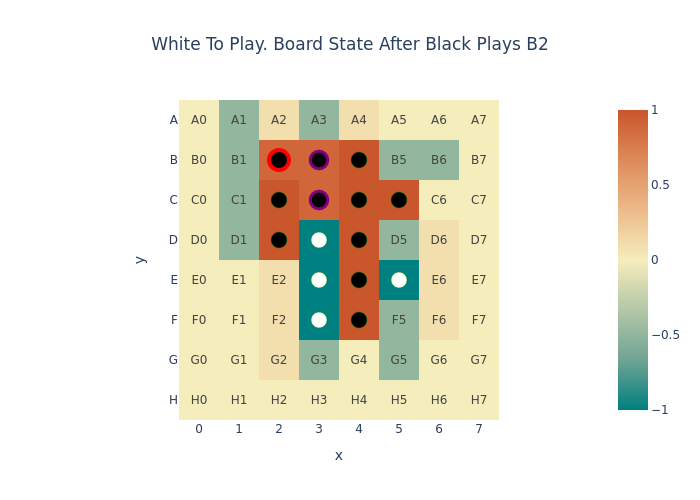 White To Play. Board State After Black Plays B2
A A0 A1 A2 A3 A4 A5 A6 A7 1
B B0 B1 B5 B6 B7
0.5
C C0 C1 C6 C7
D D0 D1 D5 D6 D7
y 0
E E0 E1 E2 E6 E7
F F0 F1 F2 F5 F6 F7
−0.5
G G0 G1 G2 G3 G4 G5 G6 G7
H H0 H1 H2 H3 H4 H5 H6 H7 −1
0 1 2 3 4 5 6 7
x